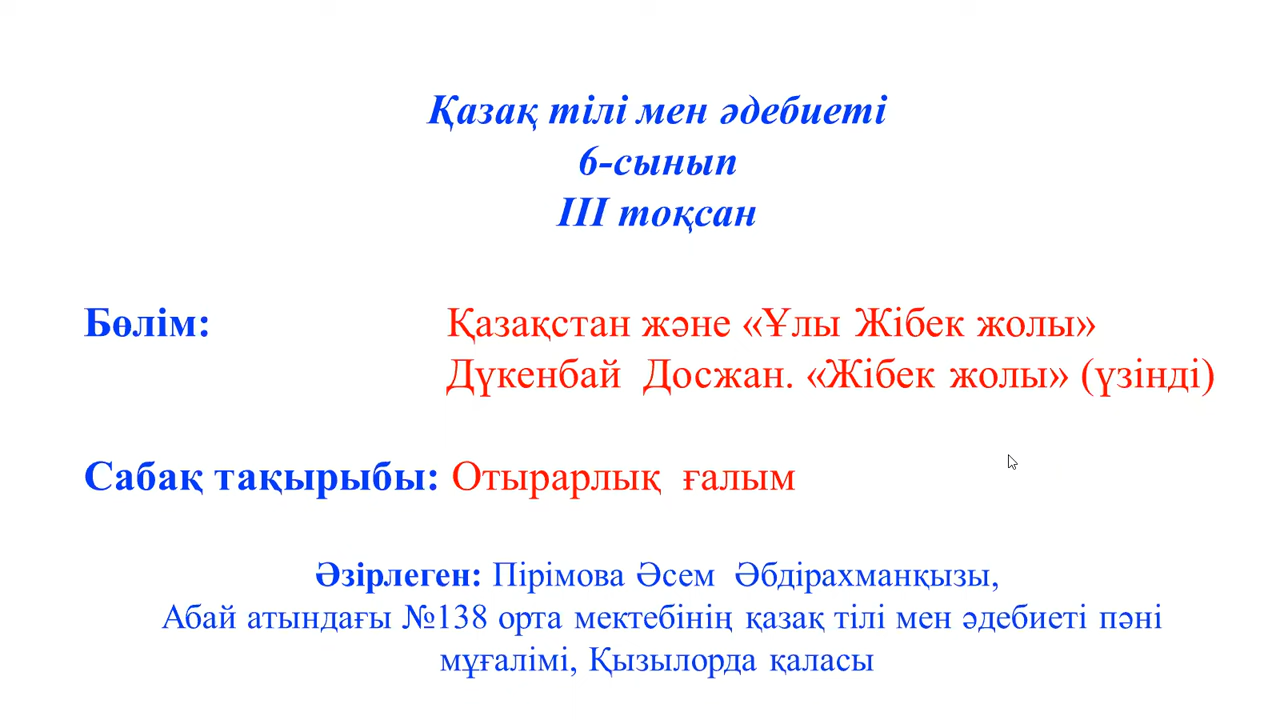 Қазақ тілі мен әдебиеті
6-сынып
III тоқсан
Бөлім: Қазақстан және «Ұлы Жібек жолы»
Дүкенбай Досжан. «Жібек жолы» (үзінді)
Сабақ тақырыбы: Отырарлық ғалым
Әзірлеген: Пірімова Әсем Әбдірахманқызы,
Абай атындағы №138 орта мектебінің қазақ тілі мен әдебиеті пәні
мұғалімі, Қызылорда қаласы